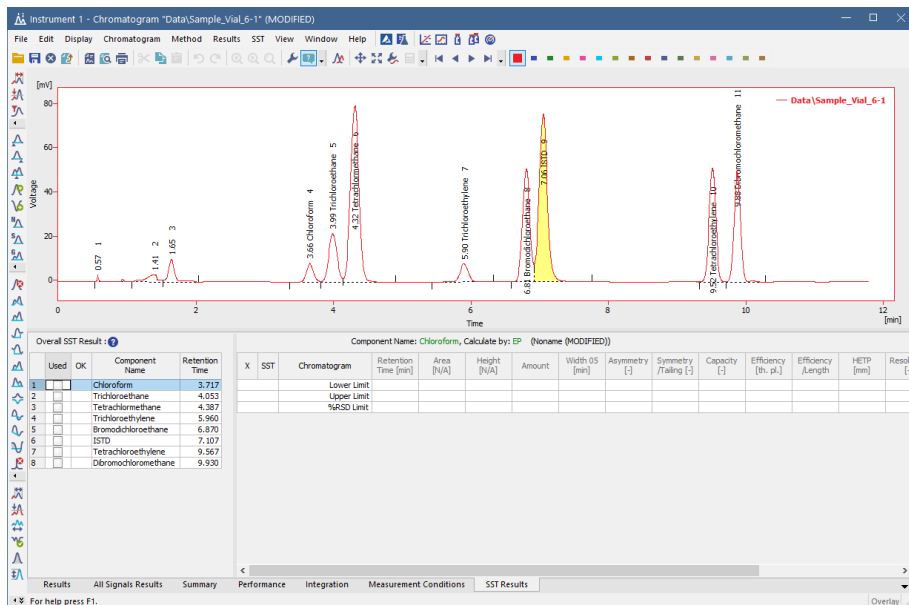 Instrument 1 - Chromatogram "Data\Sample_Vial_6-1" (MODIFIED)
File Edit Display Chromatogram Method Results SST View Window Help
[mV]
80
60
40
20
0
Voltage
Data\Sample_Vial_6-1
0.57 1
1.41 2
1.65 3
3.66 Chloroform 4
3.99 Trichloroethane 5
4.32 Tetrachlormethane 6
5.90 Trichloroethylene 7
6.81 Bromodichloroethane 8
7.06 ISTD 9
9.52 Tetrachloroethylene 10
9.88 Dibromochloromethane 11
0 2 4 6 8 10 12
Time
[min]
Overall SST Result :
Component Name: Chloroform, Calculate by: EP (Noname (MODIFIED))
Used OK Component Name Retention Time
1 Chloroform 3.717
2 Trichloroethane 4.053
3 Tetrachlormethane 4.387
4 Trichloroethylene 5.960
5 Bromodichloroethane 6.870
6 ISTD 7.107
7 Tetrachloroethylene 9.567
8 Dibromochloromethane 9.930
X SST Chromatogram Retention Time [min] Area [N/A] Height [N/A] Amount Width 05 [min] Asymmetry [-] Symmetry /Tailing [-] Capacity [-] Efficiency [th. pl.] Efficiency /Length HETP [mm]
Lower Limit
Upper Limit
%RSD Limit
Results All Signals Results Summary Performance Integration Measurement Conditions SST Results
For help press F1.
Overlay